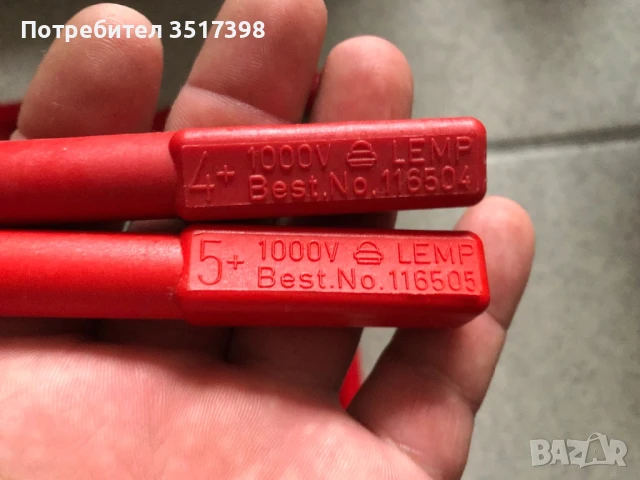 Потребител 3517398
4+ 1000V LEMP
Best.No. 116504
5+ 1000V LEMP
Best.No. 116505
BAZAR